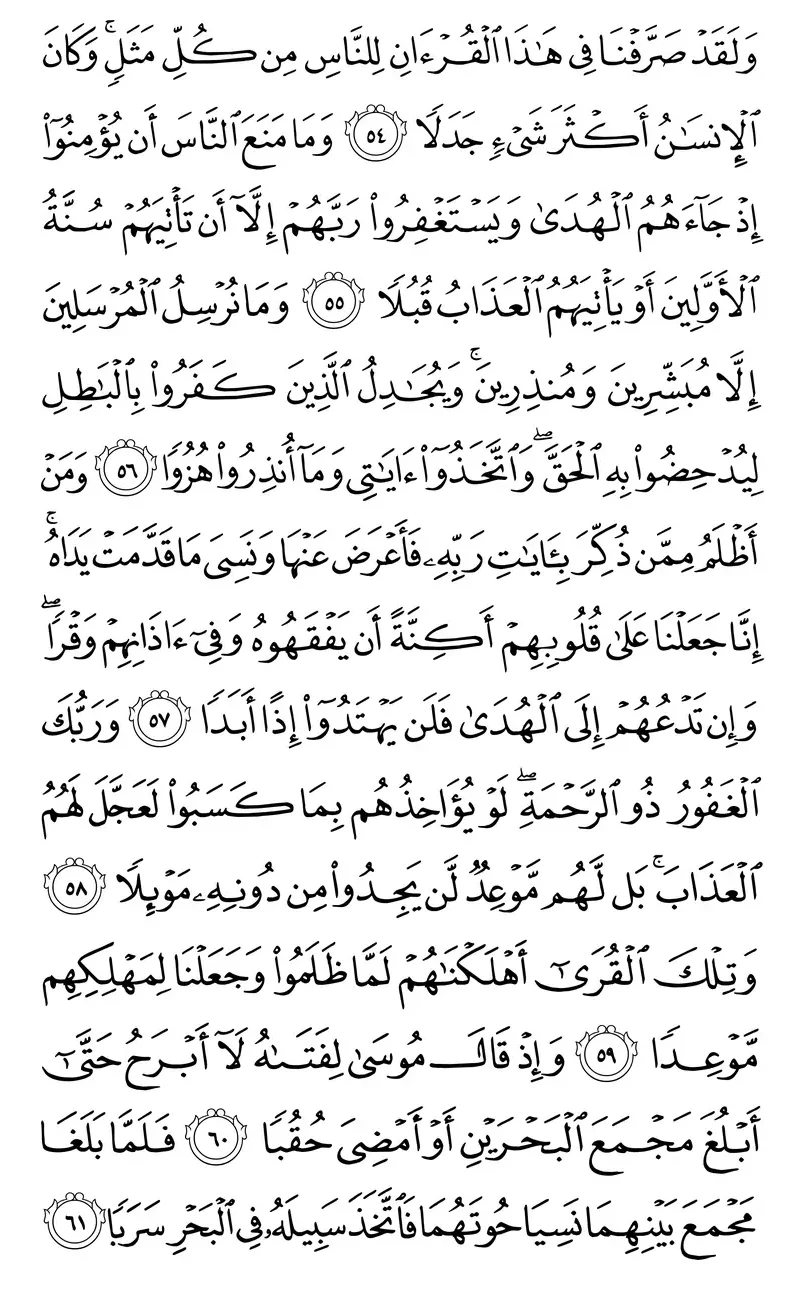 وَلَقَدۡ صَرَّفۡنَا فِي هَٰذَا ٱلۡقُرۡءَانِ لِلنَّاسِ مِن كُلِّ مَثَلٖۚ وَكَانَ
ٱلۡإِنسَٰنُ أَكۡثَرَ شَيۡءٖ جَدَلٗا ٥٤ وَمَا مَنَعَ ٱلنَّاسَ أَن يُؤۡمِنُوٓاْ
إِذۡ جَآءَهُمُ ٱلۡهُدَىٰ وَيَسۡتَغۡفِرُواْ رَبَّهُمۡ إِلَّآ أَن تَأۡتِيَهُمۡ سُنَّةُ
ٱلۡأَوَّلِينَ أَوۡ يَأۡتِيَهُمُ ٱلۡعَذَابُ قُبُلٗا ٥٥ وَمَا نُرۡسِلُ ٱلۡمُرۡسَلِينَ
إِلَّا مُبَشِّرِينَ وَمُنذِرِينَۚ وَيُجَٰدِلُ ٱلَّذِينَ كَفَرُواْ بِٱلۡبَٰطِلِ
لِيُدۡحِضُواْ بِهِ ٱلۡحَقَّۖ وَٱتَّخَذُوٓاْ ءَايَٰتِي وَمَآ أُنذِرُواْ هُزُوٗا ٥٦ وَمَنۡ
أَظۡلَمُ مِمَّن ذُكِّرَ بِـَٔايَٰتِ رَبِّهِۦ فَأَعۡرَضَ عَنۡهَا وَنَسِيَ مَا قَدَّمَتۡ يَدَاهُۚ
إِنَّا جَعَلۡنَا عَلَىٰ قُلُوبِهِمۡ أَكِنَّةً أَن يَفۡقَهُوهُ وَفِيٓ ءَاذَانِهِمۡ وَقۡرٗاۖ
وَإِن تَدۡعُهُمۡ إِلَى ٱلۡهُدَىٰ فَلَن يَهۡتَدُوٓاْ إِذًا أَبَدٗا ٥٧ وَرَبُّكَ
ٱلۡغَفُورُ ذُو ٱلرَّحۡمَةِۖ لَوۡ يُؤَاخِذُهُم بِمَا كَسَبُواْ لَعَجَّلَ لَهُمُ
ٱلۡعَذَابَۚ بَل لَّهُم مَّوۡعِدٞ لَّن يَجِدُواْ مِن دُونِهِۦ مَوۡئِلٗا ٥٨
وَتِلۡكَ ٱلۡقُرَىٰٓ أَهۡلَكۡنَٰهُمۡ لَمَّا ظَلَمُواْ وَجَعَلۡنَا لِمَهۡلِكِهِم
مَّوۡعِدٗا ٥٩ وَإِذۡ قَالَ مُوسَىٰ لِفَتَىٰهُ لَآ أَبۡرَحُ حَتَّىٰٓ
أَبۡلُغَ مَجۡمَعَ ٱلۡبَحۡرَيۡنِ أَوۡ أَمۡضِيَ حُقُبٗا ٦٠ فَلَمَّا بَلَغَا
مَجۡمَعَ بَيۡنِهِمَا نَسِيَا حُوتَهُمَا فَٱتَّخَذَ سَبِيلَهُۥ فِي ٱلۡبَحۡرِ سَرَبٗا ٦١